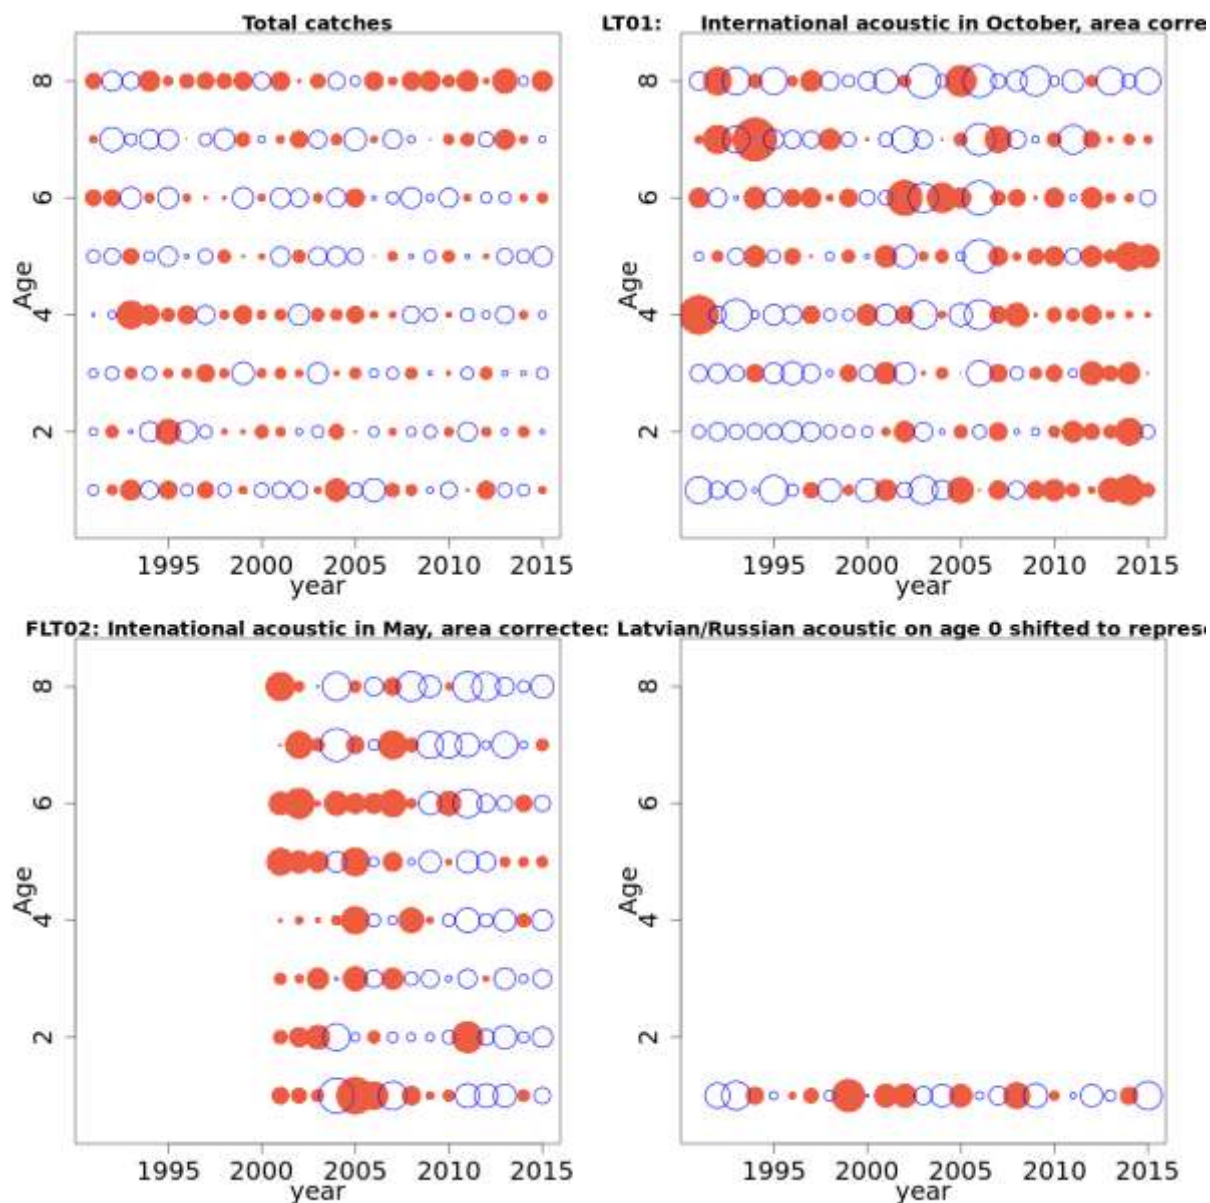 Total catches
LT01: International acoustic in October, area corre
8
6
4
2
Age
1995 2000 2005 2010 2015
year
8
6
4
2
Age
1995 2000 2005 2010 2015
year
FLT02: Intenational acoustic in May, area correctec
: Latvian/Russian acoustic on age 0 shifted to repres
8
6
4
2
Age
1995 2000 2005 2010 2015
year
8
6
4
2
Age
1995 2000 2005 2010 2015
year